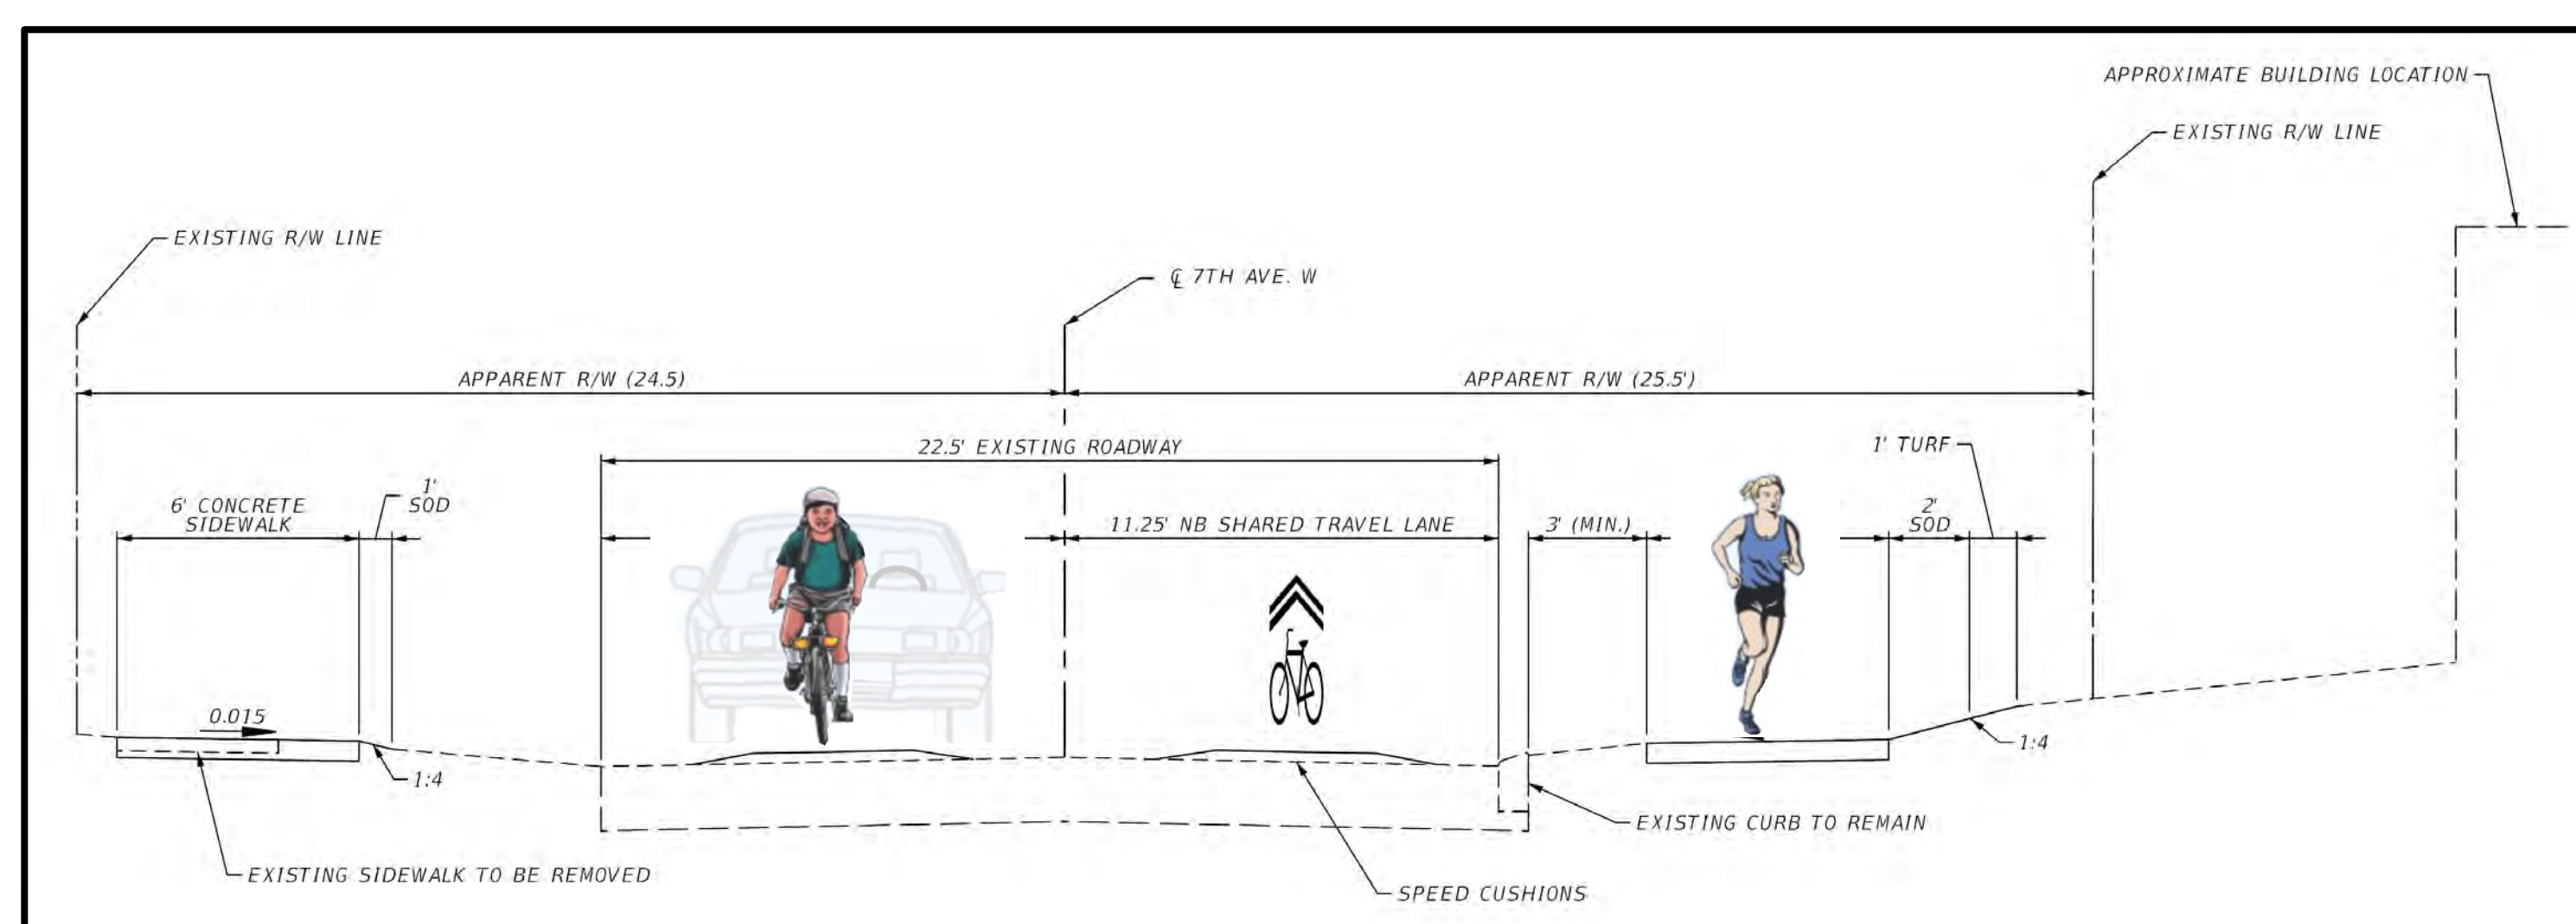 APPROXIMATE BUILDING LOCATION
EXISTING R/W LINE
EXISTING R/W LINE
℄ 7TH AVE. W
APPARENT R/W (24.5)
APPARENT R/W (25.5')
22.5' EXISTING ROADWAY
1' TURF
6' CONCRETE
SIDEWALK
1'
SOD
11.25' NB SHARED TRAVEL LANE
3' (MIN.)
2'
SOD
0.015
1:4
1:4
EXISTING CURB TO REMAIN
EXISTING SIDEWALK TO BE REMOVED
SPEED CUSHIONS